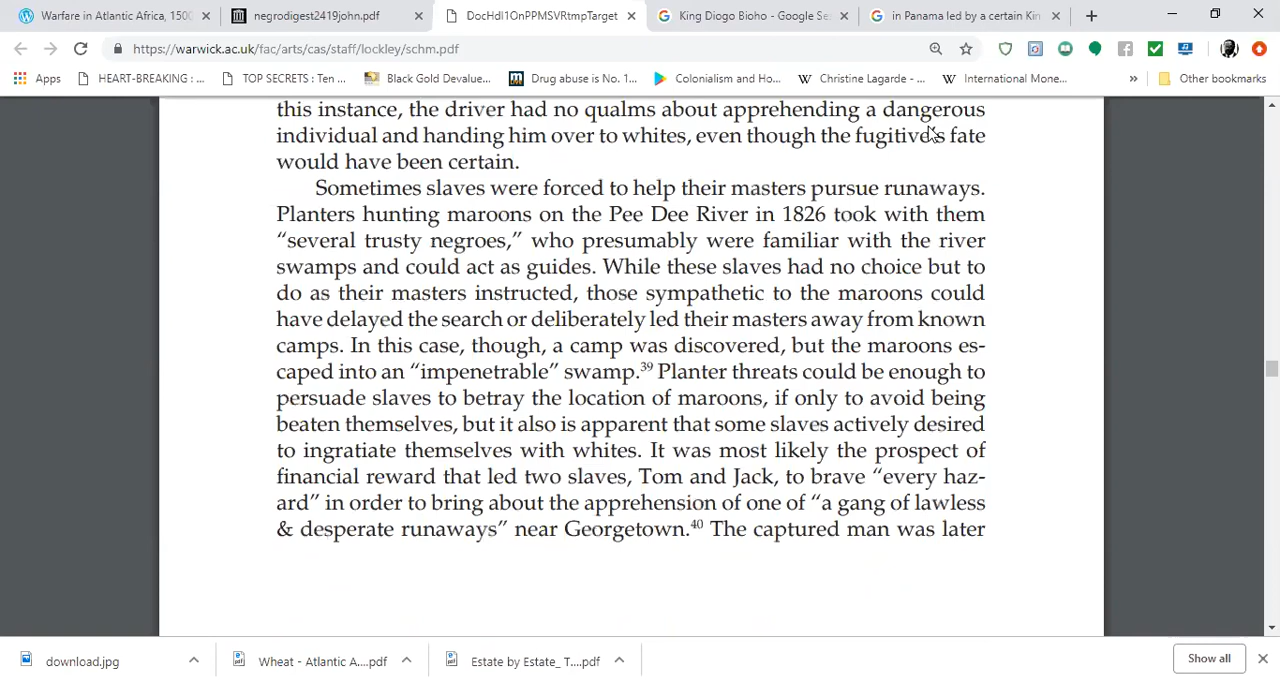 Warfare in Atlantic Africa, 1500
negrodigest2419john.pdf
DocHdl1OnPPMSVRtmpTarget
King Diogo Bioho - Google Se
in Panama led by a certain Kin
https://warwick.ac.uk/fac/arts/cas/staff/lockley/schm.pdf
Apps
HEART-BREAKING : ...
TOP SECRETS : Ten ...
Black Gold Devalue...
Drug abuse is No. 1...
Colonialism and Ho...
Christine Lagarde - ...
International Mone...
»
Other bookmarks
this instance, the driver had no qualms about apprehending a dangerous
individual and handing him over to whites, even though the fugitive's fate
would have been certain.
Sometimes slaves were forced to help their masters pursue runaways.
Planters hunting maroons on the Pee Dee River in 1826 took with them
“several trusty negroes,” who presumably were familiar with the river
swamps and could act as guides. While these slaves had no choice but to
do as their masters instructed, those sympathetic to the maroons could
have delayed the search or deliberately led their masters away from known
camps. In this case, though, a camp was discovered, but the maroons es-
caped into an “impenetrable” swamp.39 Planter threats could be enough to
persuade slaves to betray the location of maroons, if only to avoid being
beaten themselves, but it also is apparent that some slaves actively desired
to ingratiate themselves with whites. It was most likely the prospect of
financial reward that led two slaves, Tom and Jack, to brave “every haz-
ard” in order to bring about the apprehension of one of “a gang of lawless
& desperate runaways” near Georgetown.40 The captured man was later
download.jpg
Wheat - Atlantic A....pdf
Estate by Estate_ T....pdf
Show all